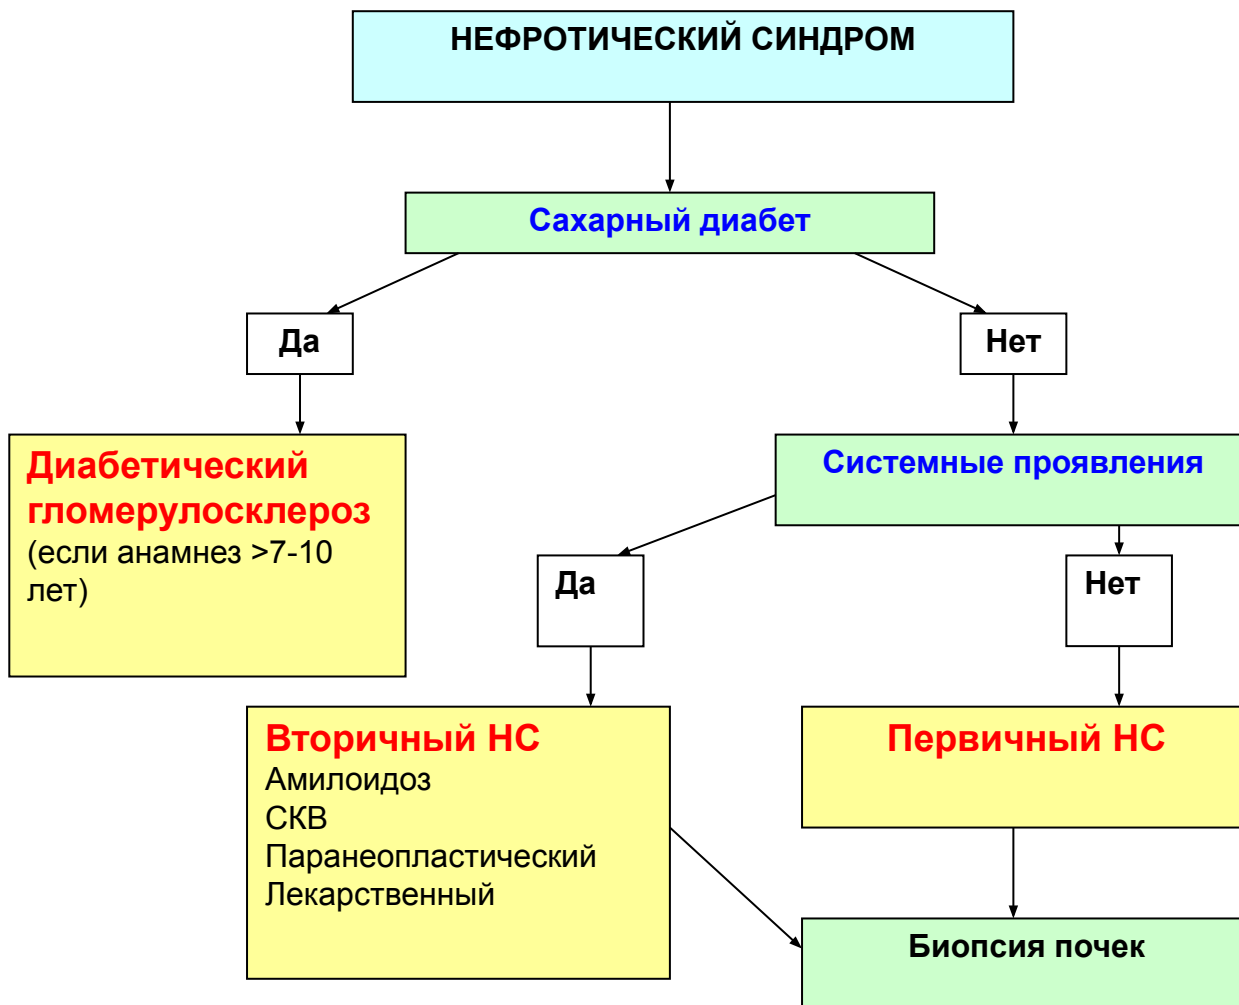 НЕФРОТИЧЕСКИЙ СИНДРОМ
Сахарный диабет
Да
Нет
Диабетический
гломерулосклероз
(если анамнез >7-10
лет)
Системные проявления
Да
Нет
Вторичный НС
Амилоидоз
СКВ
Паранеопластический
Лекарственный
Первичный НС
Биопсия почек